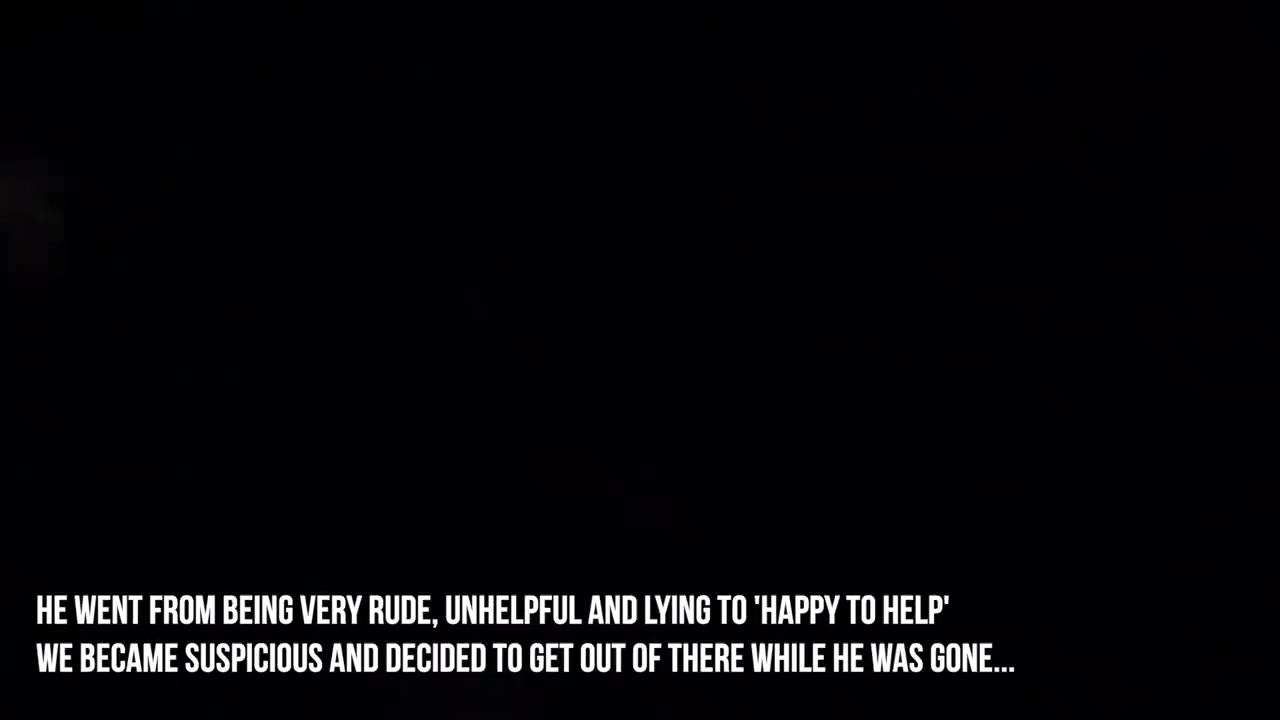 HE WENT FROM BEING VERY RUDE, UNHELPFUL AND LYING TO 'HAPPY TO HELP'
WE BECAME SUSPICIOUS AND DECIDED TO GET OUT OF THERE WHILE HE WAS GONE...